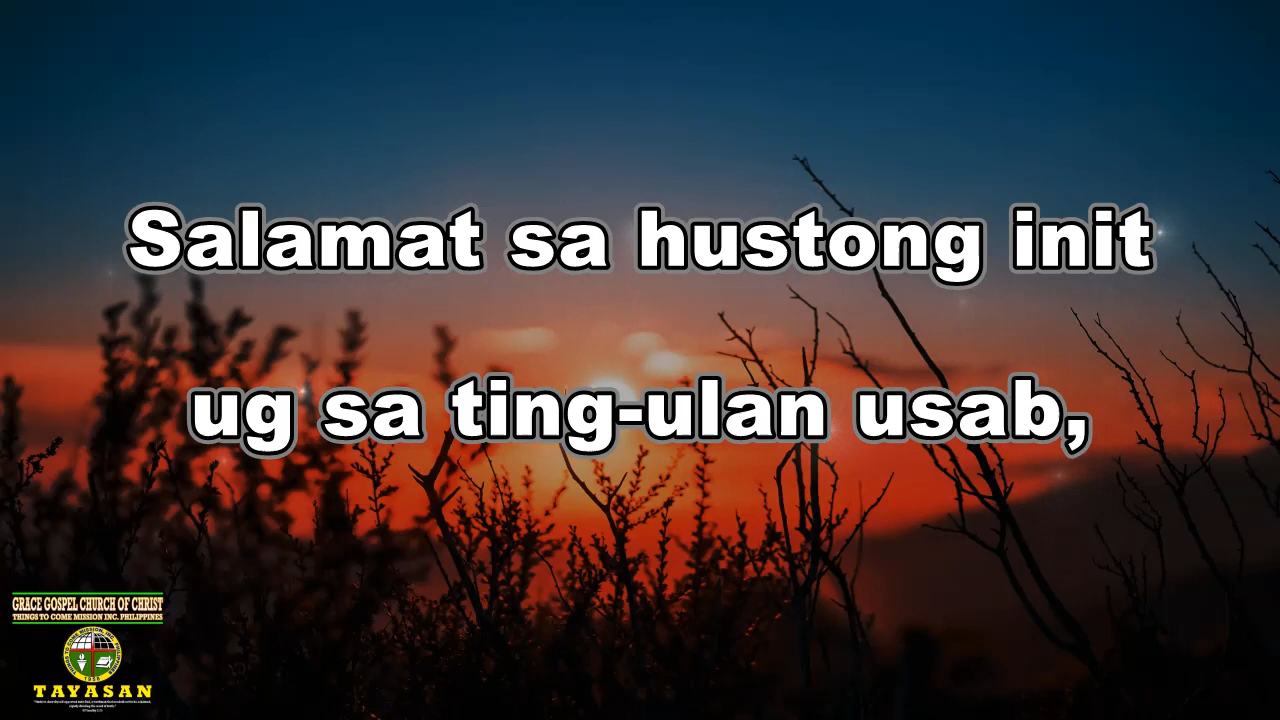 Salamat sa hustong init
ug sa ting-ulan usab,
GRACE GOSPEL CHURCH OF CHRIST
THINGS TO COME MISSION INC. PHILIPPINES
TAYASAN